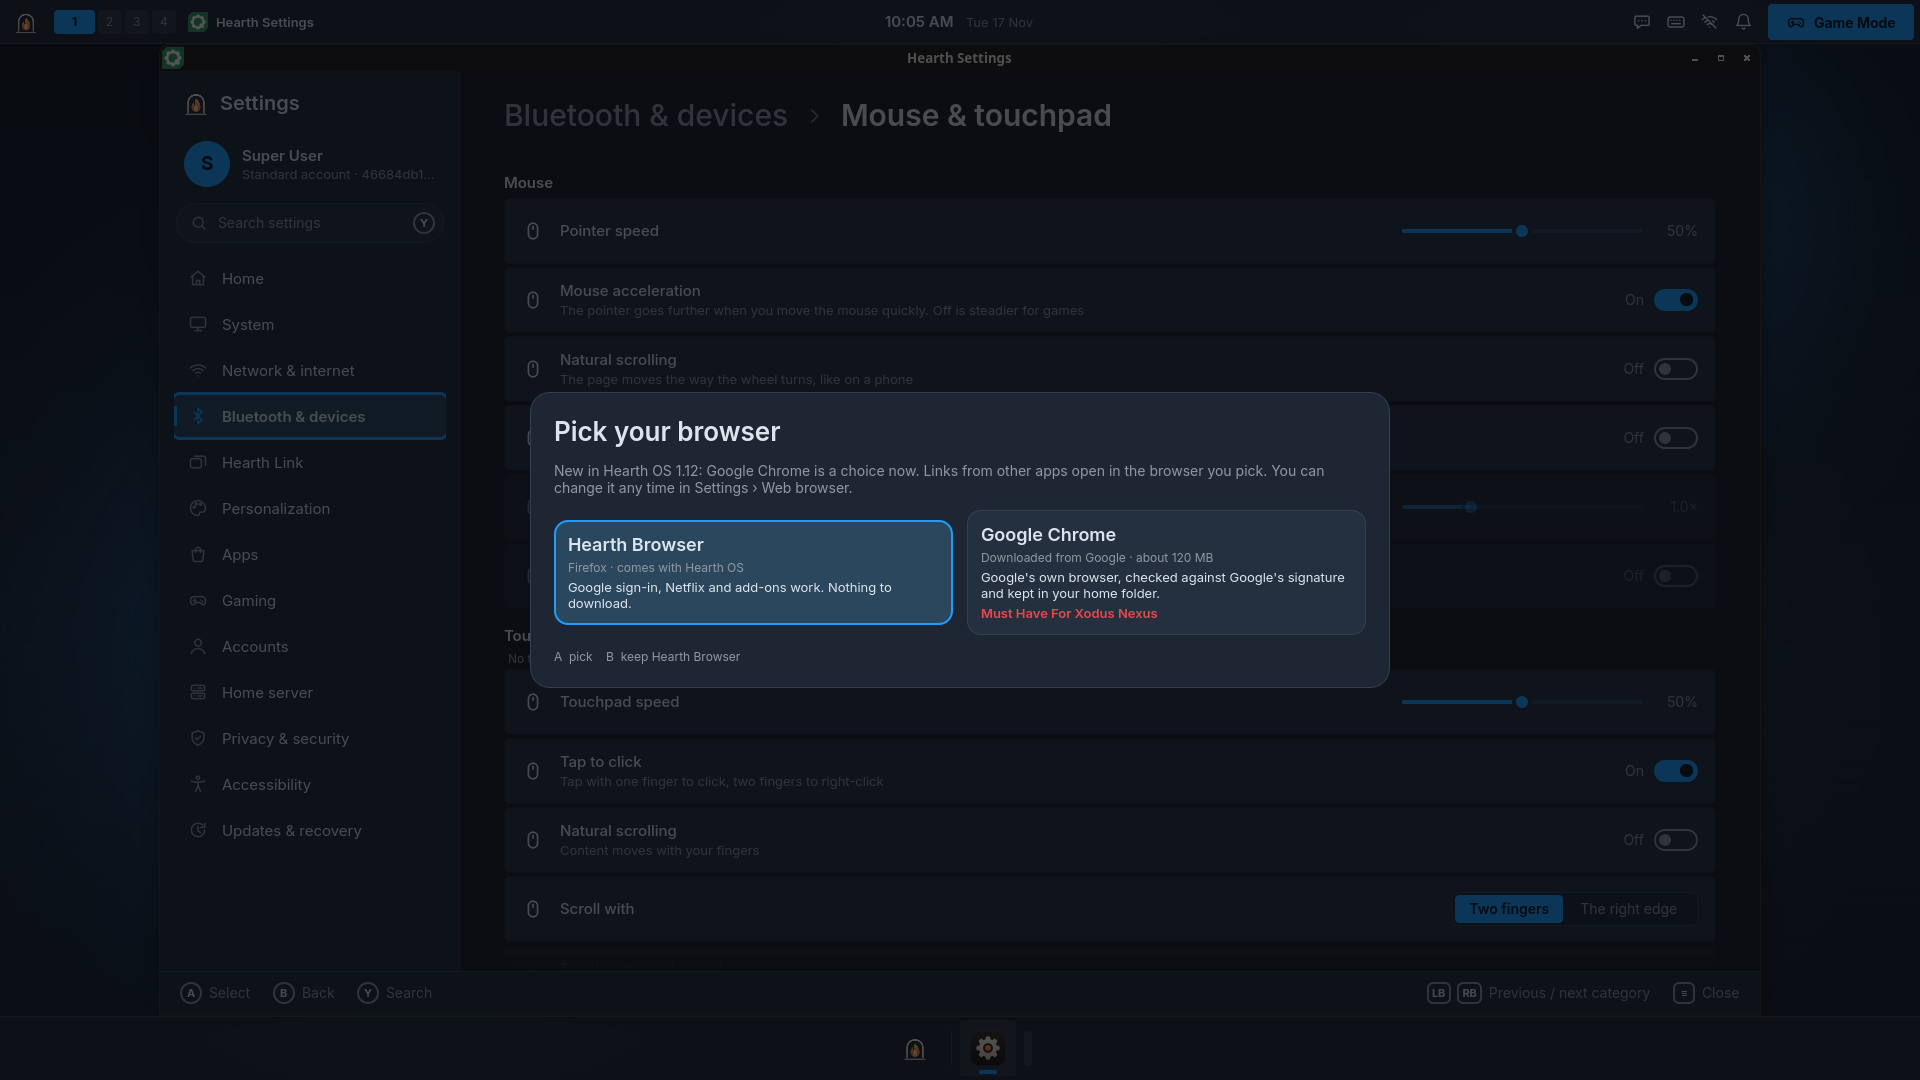 1 2 3 4 Hearth Settings
10:05 AM Tue 17 Nov
Game Mode
Hearth Settings
Settings
S
Super User
Standard account · 46684db1...
Search settings Y
Home
System
Network & internet
Bluetooth & devices
Hearth Link
Personalization
Apps
Gaming
Accounts
Home server
Privacy & security
Accessibility
Updates & recovery
Bluetooth & devices › Mouse & touchpad
Mouse
Pointer speed 50%
Mouse acceleration On
The pointer goes further when you move the mouse quickly. Off is steadier for games
Natural scrolling Off
The page moves the way the wheel turns, like on a phone
Off
1.0×
Off
Pick your browser
New in Hearth OS 1.12: Google Chrome is a choice now. Links from other apps open in the browser you pick. You can
change it any time in Settings › Web browser.
Hearth Browser
Firefox · comes with Hearth OS
Google sign-in, Netflix and add-ons work. Nothing to
download.
Google Chrome
Downloaded from Google · about 120 MB
Google's own browser, checked against Google's signature
and kept in your home folder.
Must Have For Xodus Nexus
A pick B keep Hearth Browser
Tou
No
Touchpad speed 50%
Tap to click On
Tap with one finger to click, two fingers to right-click
Natural scrolling Off
Content moves with your fingers
Scroll with Two fingers The right edge
A Select B Back Y Search
LB RB Previous / next category ≡ Close